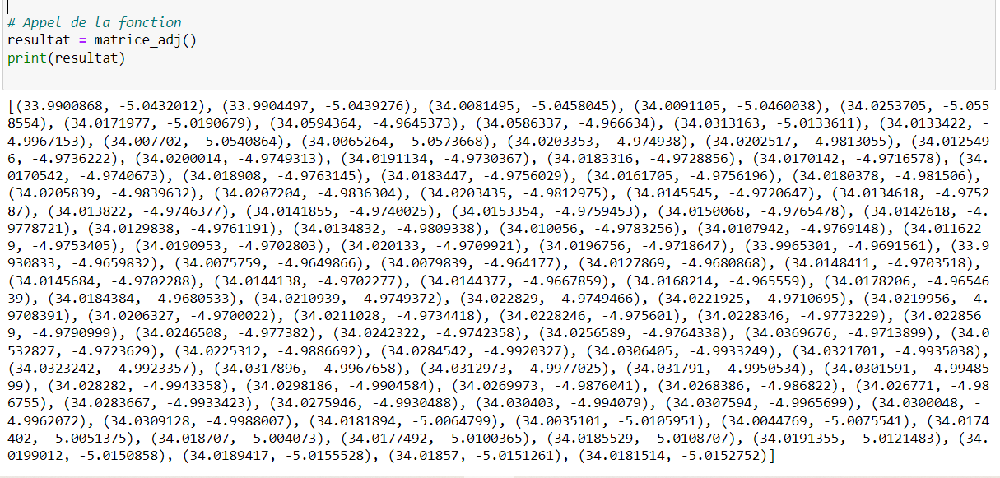 # Appel de la fonction
resultat = matrice_adj()
print(resultat)
[(33.9900868, -5.0432012), (33.9904497, -5.0439276), (34.0081495, -5.0458045), (34.0091105, -5.0460038), (34.0253705, -5.055
8554), (34.0171977, -5.0190679), (34.0594364, -4.9645373), (34.0586337, -4.966634), (34.0313163, -5.0133611), (34.0133422, -
4.9967153), (34.007702, -5.0540864), (34.0065264, -5.0573668), (34.0203353, -4.974938), (34.0202517, -4.9813055), (34.012549
6, -4.9736222), (34.0200014, -4.9749313), (34.0191134, -4.9730367), (34.0183316, -4.9728856), (34.0170142, -4.9716578), (34.
0170542, -4.9740673), (34.018908, -4.9763145), (34.0183447, -4.9756029), (34.0161705, -4.9756196), (34.0180378, -4.981506),
(34.0205839, -4.9839632), (34.0207204, -4.9836304), (34.0203435, -4.9812975), (34.0145545, -4.9720647), (34.0134618, -4.9752
87), (34.013822, -4.9746377), (34.0141855, -4.9740025), (34.0153354, -4.9759453), (34.0150068, -4.9765478), (34.0142618, -4.
9778721), (34.0129838, -4.9761191), (34.0134832, -4.9809338), (34.010056, -4.9783256), (34.0107942, -4.9769148), (34.011622
9, -4.9753405), (34.0190953, -4.9702803), (34.020133, -4.9709921), (34.0196756, -4.9718647), (33.9965301, -4.9691561), (33.9
930833, -4.9659832), (34.0075759, -4.9649866), (34.0079839, -4.964177), (34.0127869, -4.9680868), (34.0148411, -4.9703518),
(34.0145684, -4.9702288), (34.0144138, -4.9702277), (34.0144377, -4.9667859), (34.0168214, -4.965559), (34.0178206, -4.96546
39), (34.0184384, -4.9680533), (34.0210939, -4.9749372), (34.022829, -4.9749466), (34.0221925, -4.9710695), (34.0219956, -4.
9708391), (34.0206327, -4.9700022), (34.0211028, -4.9734418), (34.0228246, -4.975601), (34.0228346, -4.9773229), (34.022856
9, -4.9790999), (34.0246508, -4.977382), (34.0242322, -4.9742358), (34.0256589, -4.9764338), (34.0369676, -4.9713899), (34.0
532827, -4.9723629), (34.0225312, -4.9886692), (34.0284542, -4.9920327), (34.0306405, -4.9933249), (34.0321701, -4.9935038),
(34.0323242, -4.9923357), (34.0317896, -4.9967658), (34.0312973, -4.9977025), (34.031791, -4.9950534), (34.0301591, -4.99485
99), (34.028282, -4.9943358), (34.0298186, -4.9904584), (34.0269973, -4.9876041), (34.0268386, -4.986822), (34.026771, -4.98
6755), (34.0283667, -4.9933423), (34.0275946, -4.9930488), (34.030403, -4.994079), (34.0307594, -4.9965699), (34.0300048, -
4.9962072), (34.0309128, -4.9988007), (34.0181894, -5.0064799), (34.0035101, -5.0105951), (34.0044769, -5.0075541), (34.0174
402, -5.0051375), (34.018707, -5.004073), (34.0177492, -5.0100365), (34.0185529, -5.0108707), (34.0191355, -5.0121483), (34.
0199012, -5.0150858), (34.0189417, -5.0155528), (34.01857, -5.0151261), (34.0181514, -5.0152752)]